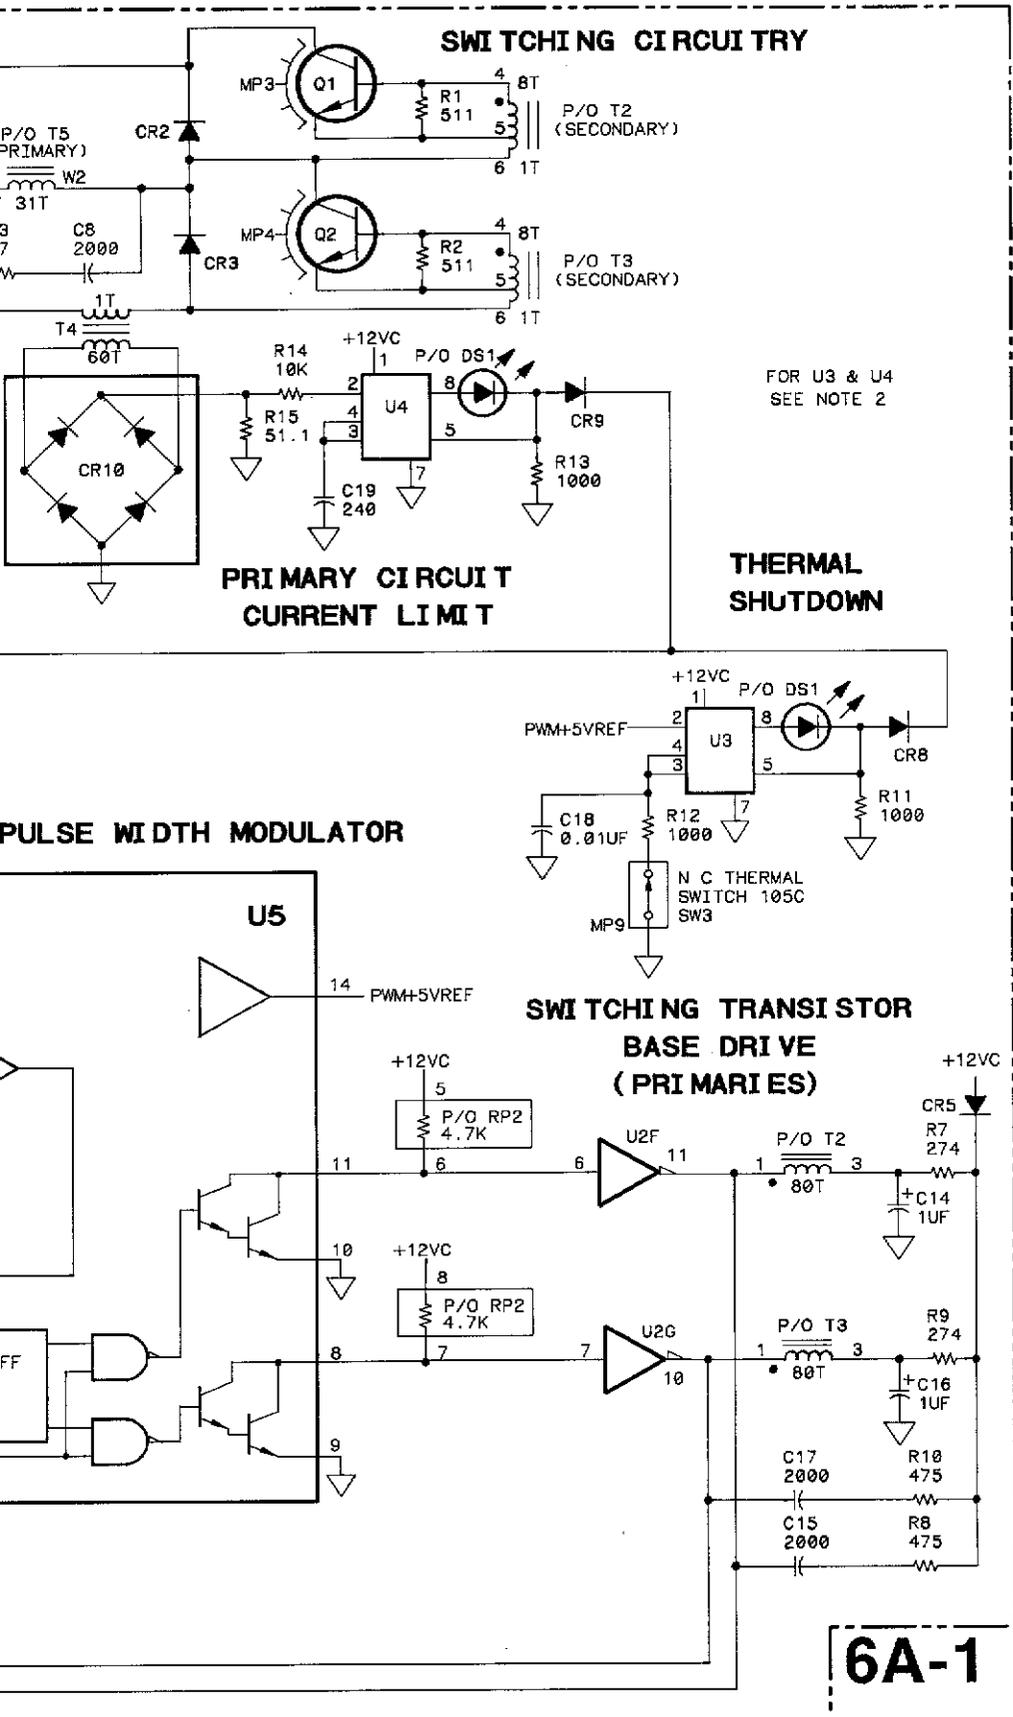 SWITCHING CIRCUITRY
MP3
Q1
R1
511
4
8T
5
6 1T
P/O T2
(SECONDARY)
CR2
P/O T5
PRIMARY)
W2
31T
MP4
Q2
R2
511
4
8T
5
6 1T
P/O T3
(SECONDARY)
3
7
C8
2000
CR3
1T
T4
60T
CR10
R14
10K
R15
51.1
+12VC
1
2
4
3
U4
8
5
7
C19
240
P/O DS1
CR9
R13
1000
FOR U3 & U4
SEE NOTE 2
PRIMARY CIRCUIT
CURRENT LIMIT
THERMAL
SHUTDOWN
+12VC
1
P/O DS1
PWM+5VREF
2
4
3
U3
8
5
7
CR8
C18
0.01UF
R12
1000
R11
1000
N C THERMAL
SWITCH 105C
SW3
MP9
PULSE WIDTH MODULATOR
U5
14
PWM+5VREF
SWITCHING TRANSISTOR
BASE DRIVE
(PRIMARIES)
+12VC
5
P/O RP2
4.7K
11
6
6
U2F
11
1
P/O T2
80T
3
+12VC
CR5
R7
274
+
C14
1UF
10
+12VC
8
P/O RP2
4.7K
8
7
7
U2G
10
1
P/O T3
80T
3
R9
274
+
C16
1UF
FF
9
C17
2000
R10
475
C15
2000
R8
475
6A-1